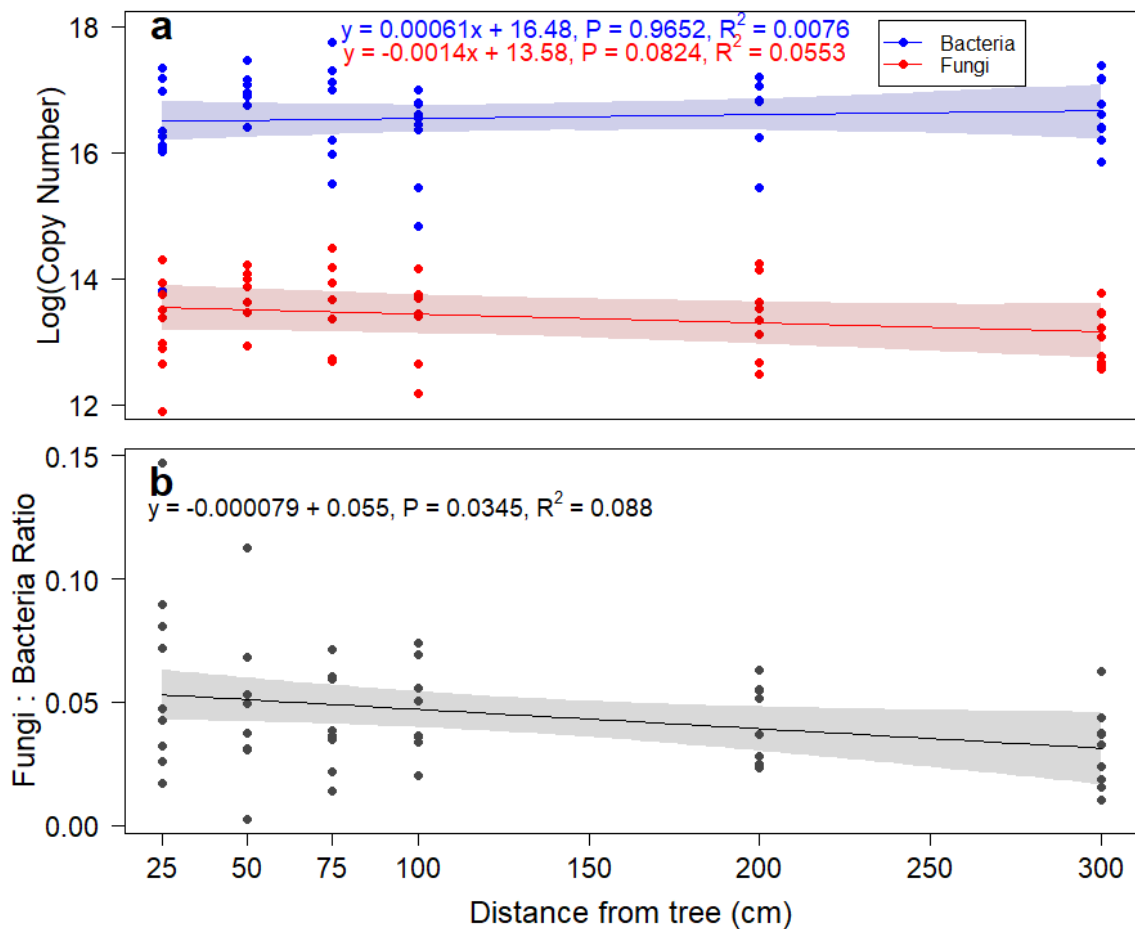 a
y = 0.00061x + 16.48, P = 0.9652, R² = 0.0076
y = -0.0014x + 13.58, P = 0.0824, R² = 0.0553
Bacteria
Fungi
Log(Copy Number)
18
16
14
12
b
y = -0.000079 + 0.055, P = 0.0345, R² = 0.088
Fungi : Bacteria Ratio
0.15
0.10
0.05
0.00
25 50 75 100 150 200 250 300
Distance from tree (cm)